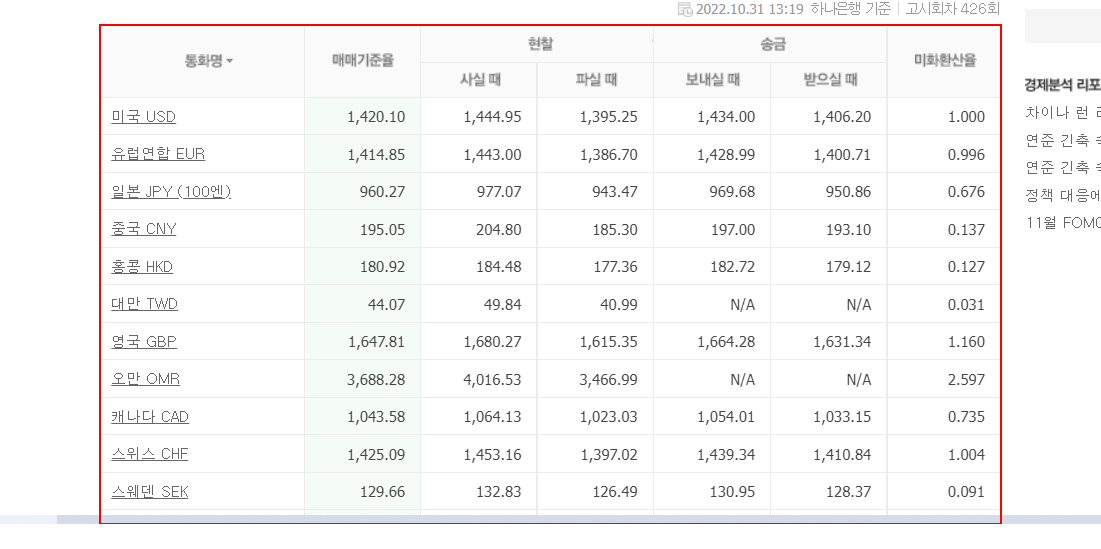 2022.10.31 13:19 하나은행 기준 고시회차 426회
통화명 매매기준율 현찰 송금 미화환산율
사실 때 파실 때 보내실 때 받으실 때
미국 USD 1,420.10 1,444.95 1,395.25 1,434.00 1,406.20 1.000
유럽연합 EUR 1,414.85 1,443.00 1,386.70 1,428.99 1,400.71 0.996
일본 JPY (100엔) 960.27 977.07 943.47 969.68 950.86 0.676
중국 CNY 195.05 204.80 185.30 197.00 193.10 0.137
홍콩 HKD 180.92 184.48 177.36 182.72 179.12 0.127
대만 TWD 44.07 49.84 40.99 N/A N/A 0.031
영국 GBP 1,647.81 1,680.27 1,615.35 1,664.28 1,631.34 1.160
오만 OMR 3,688.28 4,016.53 3,466.99 N/A N/A 2.597
캐나다 CAD 1,043.58 1,064.13 1,023.03 1,054.01 1,033.15 0.735
스위스 CHF 1,425.09 1,453.16 1,397.02 1,439.34 1,410.84 1.004
스웨덴 SEK 129.66 132.83 126.49 130.95 128.37 0.091
경제분석 리포
차이나 런
연준 긴축
연준 긴축
정책 대응에
11월 FOMC